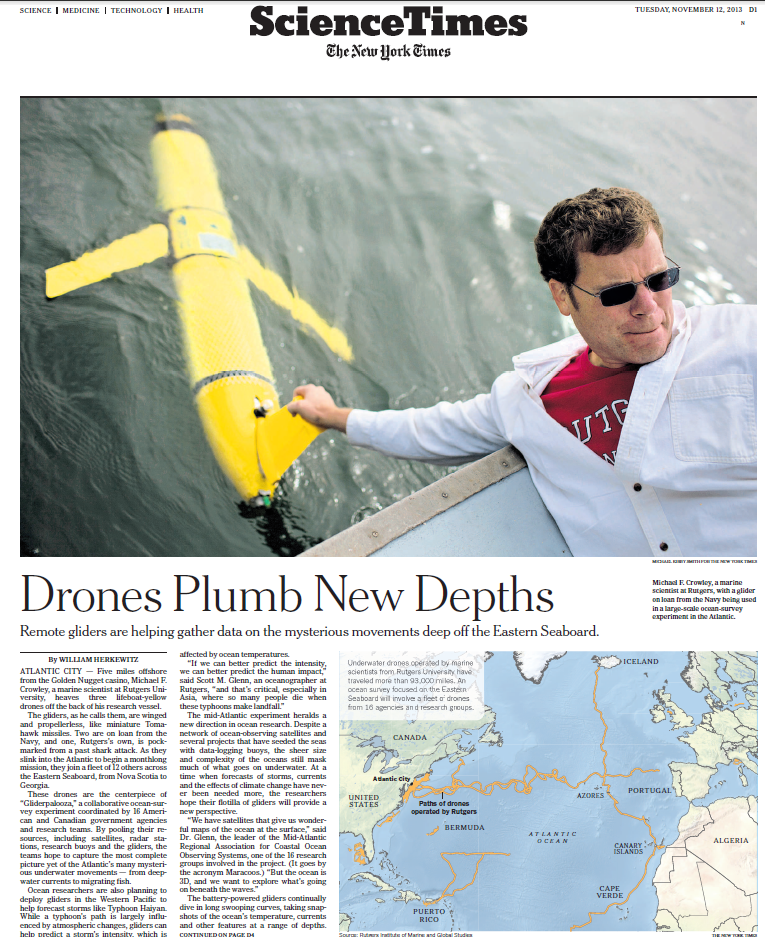 SCIENCE | MEDICINE | TECHNOLOGY | HEALTH
ScienceTimes
The New York Times
TUESDAY, NOVEMBER 12, 2013 D1
N
RUTG
N
MICHAEL KIRBY SMITH FOR THE NEW YORK TIMES
Drones Plumb New Depths
Remote gliders are helping gather data on the mysterious movements deep off the Eastern Seaboard.
Michael F. Crowley, a marine
scientist at Rutgers, with a glider
on loan from the Navy being used
in a large-scale ocean-survey
experiment in the Atlantic.
By WILLIAM HERKEWITZ
ATLANTIC CITY — Five miles offshore
from the Golden Nugget casino, Michael F.
Crowley, a marine scientist at Rutgers Uni-
versity, heaves three lifeboat-yellow
drones off the back of his research vessel.
The gliders, as he calls them, are winged
and propellerless, like miniature Toma-
hawk missiles. Two are on loan from the
Navy, and one, Rutgers's own, is pock-
marked from a past shark attack. As they
slink into the Atlantic to begin a monthlong
mission, they join a fleet of 12 others across
the Eastern Seaboard, from Nova Scotia to
Georgia.
These drones are the centerpiece of
"Gliderpalooza," a collaborative ocean-sur-
vey experiment coordinated by 16 Ameri-
can and Canadian government agencies
and research teams. By pooling their re-
sources, including satellites, radar sta-
tions, research buoys and the gliders, the
teams hope to capture the most complete
picture yet of the Atlantic's many mysteri-
ous underwater movements — from deep-
water currents to migrating fish.
Ocean researchers are also planning to
deploy gliders in the Western Pacific to
help forecast storms like Typhoon Haiyan.
While a typhoon's path is largely influ-
enced by atmospheric changes, gliders can
help predict a storm's intensity, which is
affected by ocean temperatures.
"If we can better predict the intensity,
we can better predict the human impact,"
said Scott M. Glenn, an oceanographer at
Rutgers, "and that's critical, especially in
Asia, where so many people die when
these typhoons make landfall."
The mid-Atlantic experiment heralds a
new direction in ocean research. Despite a
network of ocean-observing satellites and
several projects that have seeded the seas
with data-logging buoys, the sheer size
and complexity of the oceans still mask
much of what goes on underwater. At a
time when forecasts of storms, currents
and the effects of climate change have nev-
er been needed more, the researchers
hope their flotilla of gliders will provide a
new perspective.
"We have satellites that give us wonder-
ful maps of the ocean at the surface," said
Dr. Glenn, the leader of the Mid-Atlantic
Regional Association for Coastal Ocean
Observing Systems, one of the 16 research
groups involved in the project. (It goes by
the acronym Maracoos.) "But the ocean is
3D, and we want to explore what's going
on beneath the waves."
The battery-powered gliders continually
dive in long swooping curves, taking snap-
shots of the ocean's temperature, currents
and other features at a range of depths.
CONTINUED ON PAGE D4
Underwater drones operated by marine
scientists from Rutgers University have
traveled more than 93,000 miles. An
ocean survey focused on the Eastern
Seaboard will involve a fleet of drones
from 16 agencies and research groups.
ICELAND
CANADA
Atlantic City
UNITED
STATES
Paths of drones
operated by Rutgers
AZORES
PORTUGAL
BERMUDA
ATLANTIC
OCEAN
CANARY
ISLANDS
ALGERIA
CAPE
VERDE
PUERTO
RICO
Source: Rutgers Institute of Marine and Global Studies
THE NEW YORK TIMES